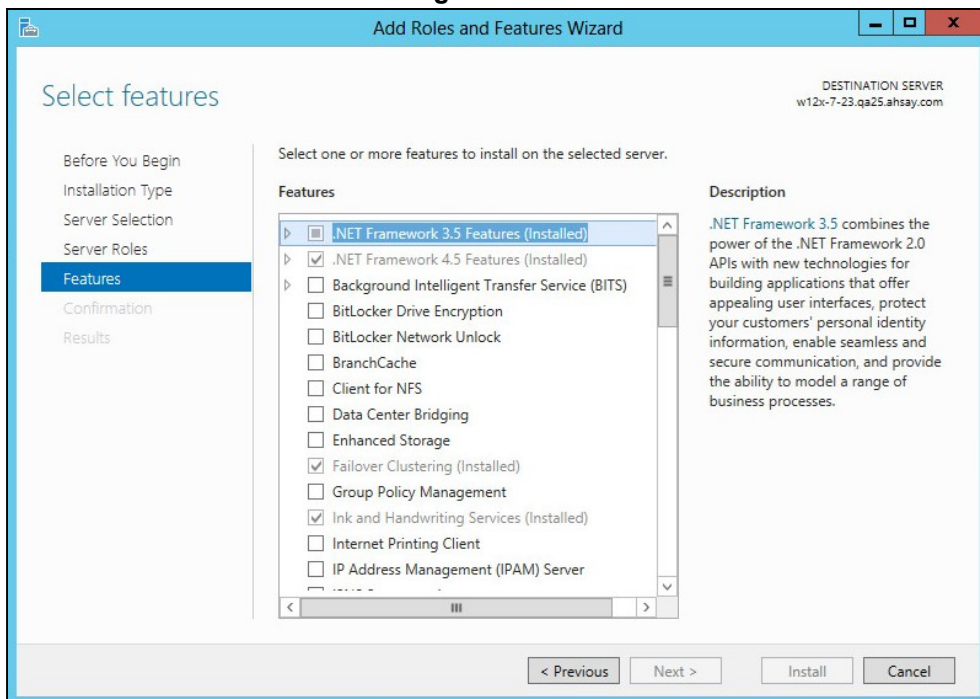 Add Roles and Features Wizard
Select features
DESTINATION SERVER
w12x-7-23.qa25.ahsay.com
Before You Begin
Installation Type
Server Selection
Server Roles
Features
Confirmation
Results
Select one or more features to install on the selected server.
Features
.NET Framework 3.5 Features (Installed)
.NET Framework 4.5 Features (Installed)
Background Intelligent Transfer Service (BITS)
BitLocker Drive Encryption
BitLocker Network Unlock
BranchCache
Client for NFS
Data Center Bridging
Enhanced Storage
Failover Clustering (Installed)
Group Policy Management
Ink and Handwriting Services (Installed)
Internet Printing Client
IP Address Management (IPAM) Server
Description
.NET Framework 3.5 combines the
power of the .NET Framework 2.0
APIs with new technologies for
building applications that offer
appealing user interfaces, protect
your customers' personal identity
information, enable seamless and
secure communication, and provide
the ability to model a range of
business processes.
< Previous
Next >
Install
Cancel